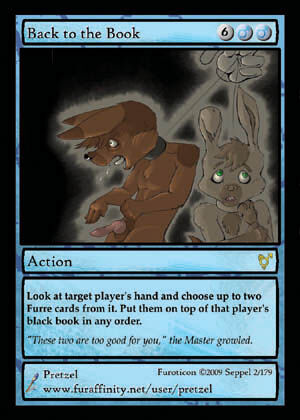 Back to the Book 6
Action
Look at target player's hand and choose up to two
Furre cards from it. Put them on top of that player's
black book in any order.
"These two are too good for you," the Master growled.
Pretzel Furoticon ©2009 Seppel 2/179
www.furaffinity.net/user/pretzel